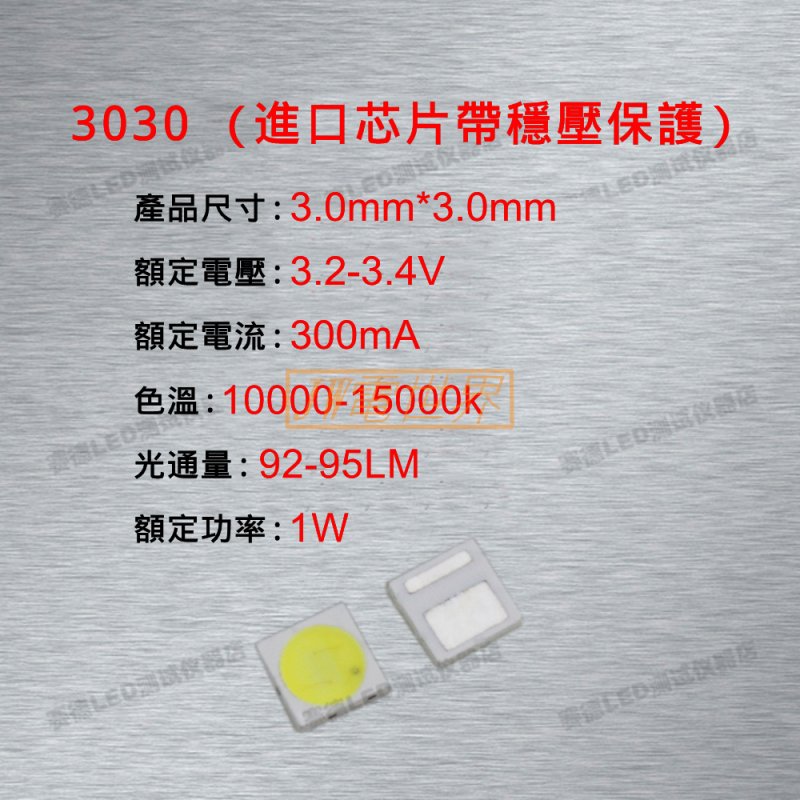 3030 (進口芯片帶穩壓保護)
產品尺寸:3.0mm*3.0mm
額定電壓:3.2-3.4V
額定電流:300mA
色溫:10000-15000k
光通量:92-95LM
額定功率:1W